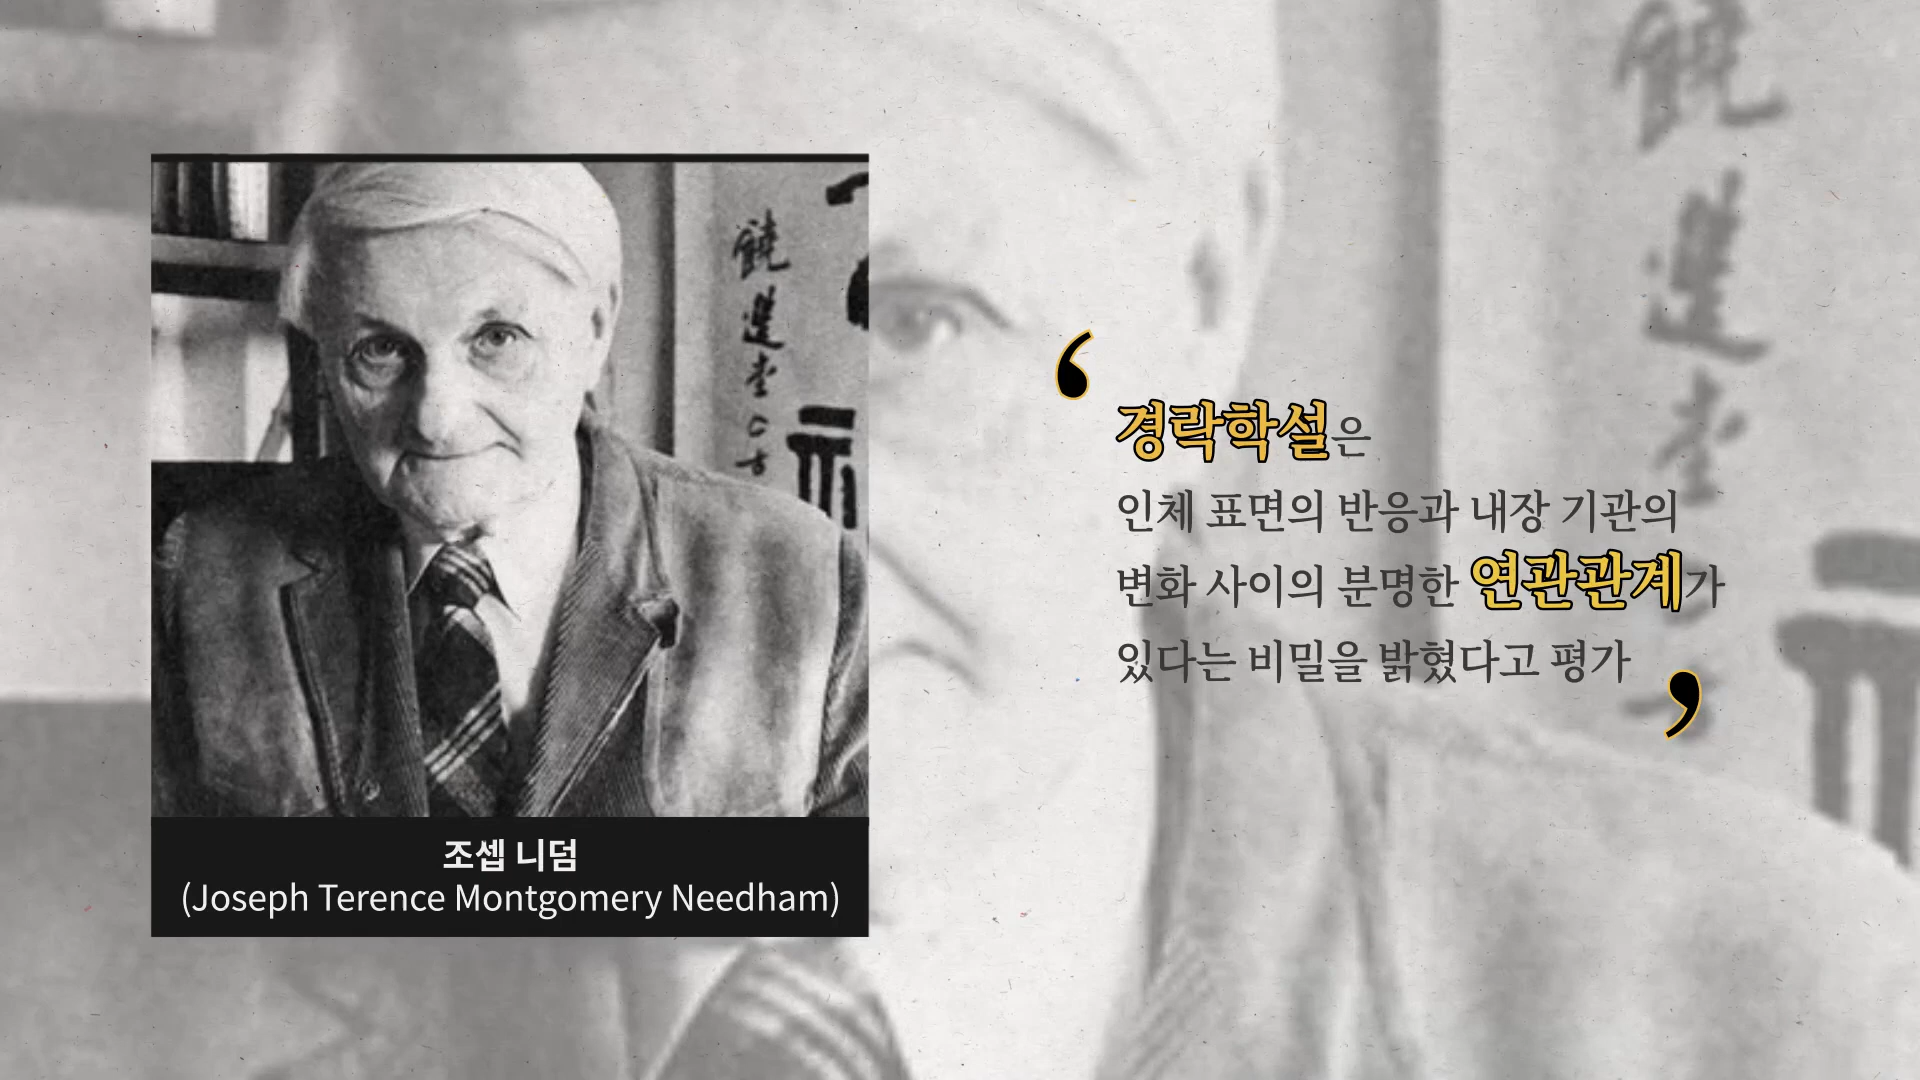 조셉 니덤
(Joseph Terence Montgomery Needham)
‘
경락학설은
인체 표면의 반응과 내장 기관의
변화 사이의 분명한 연관관계가
있다는 비밀을 밝혔다고 평가
’